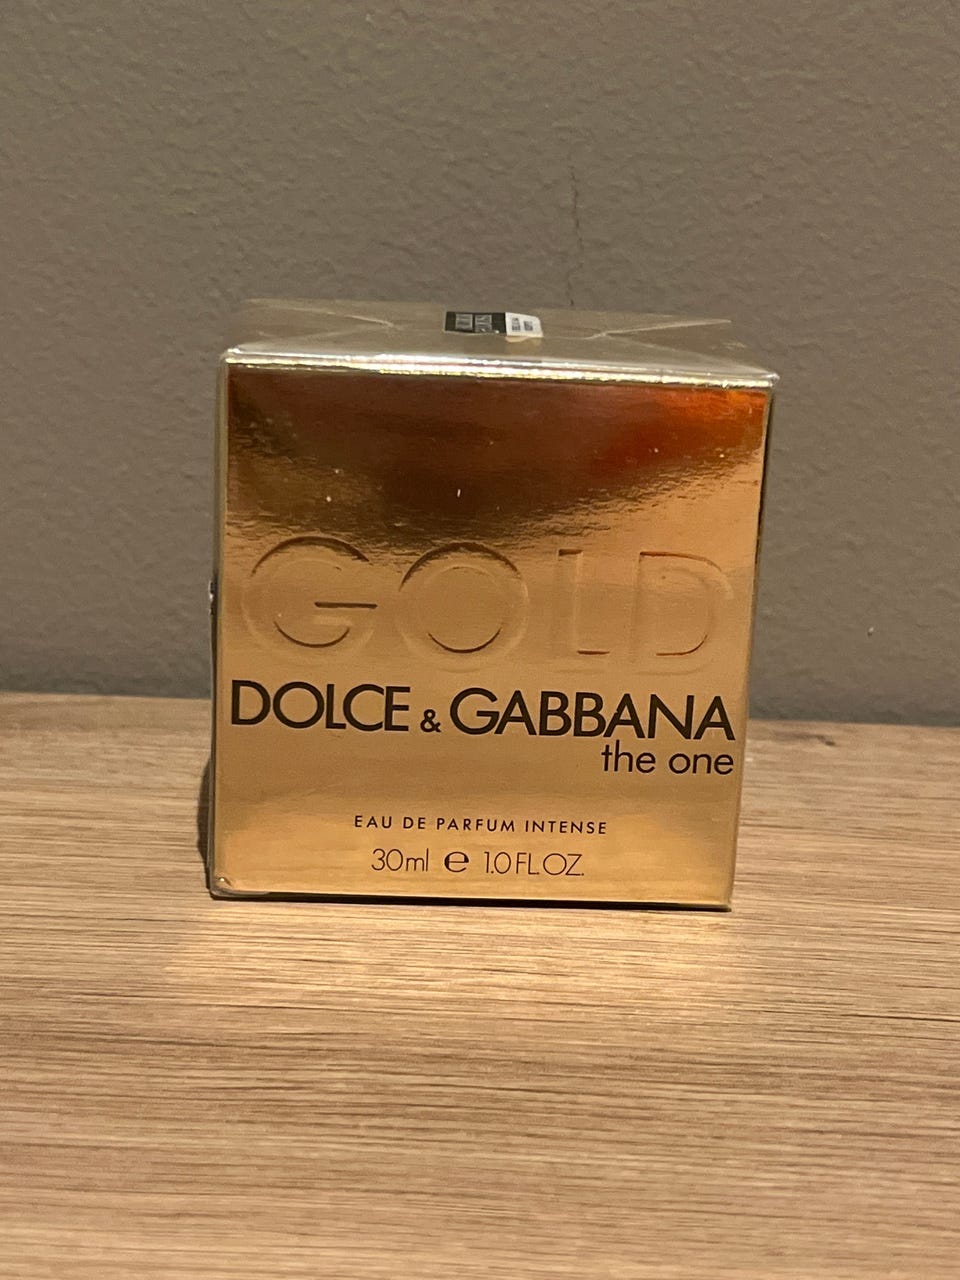 GOLD
DOLCE & GABBANA
the one
EAU DE PARFUM INTENSE
30ml e 1.0 FL.OZ.